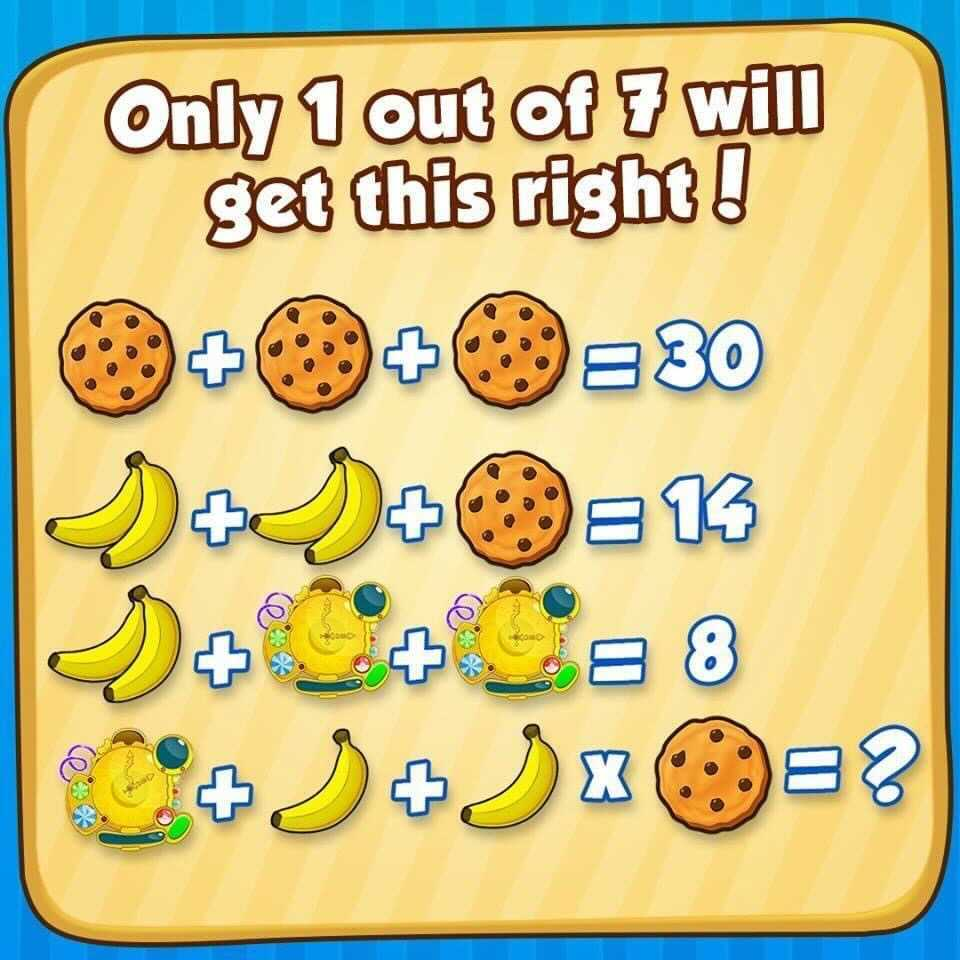 Only 1 out of 7 will
get this right!
+ + = 30
+ + = 14
+ + = 8
+ + x = ?